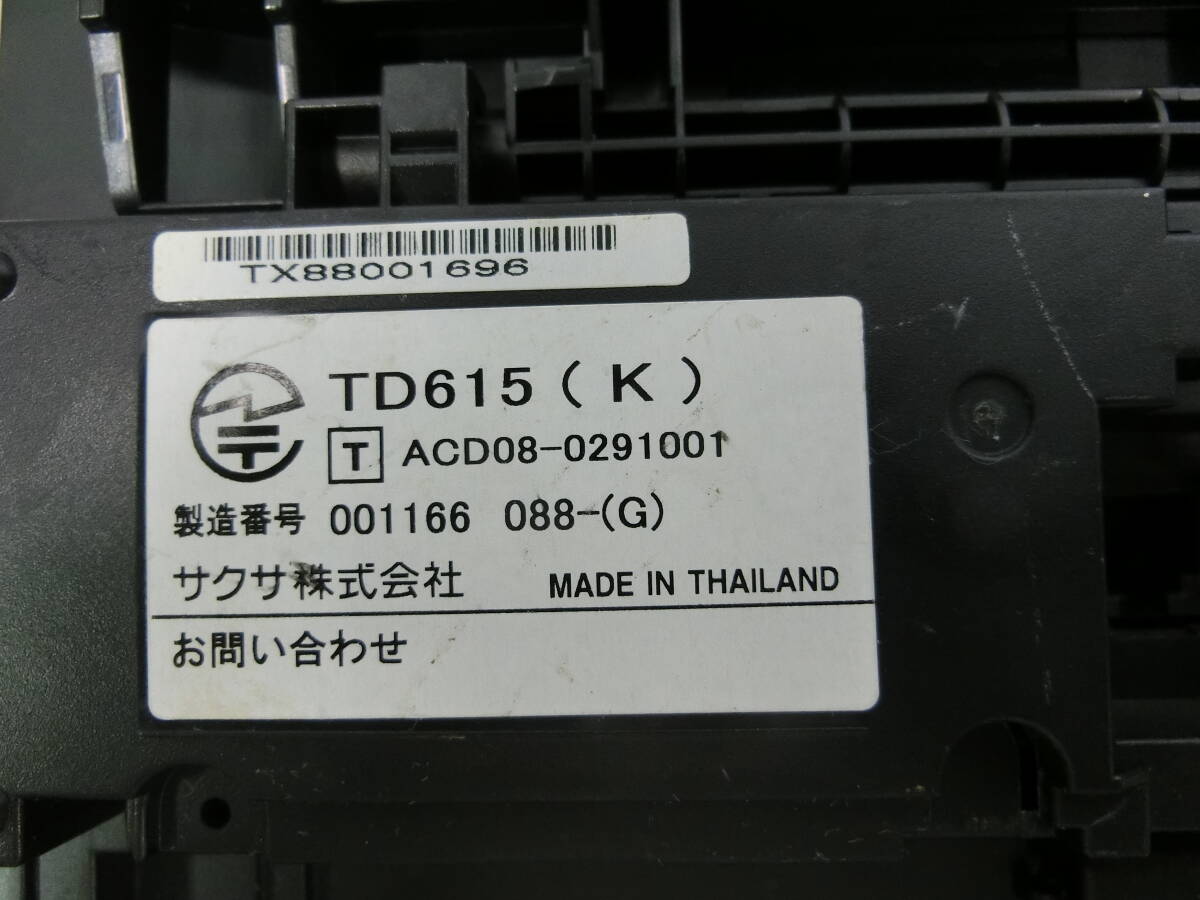 TX88001696
TD615 ( K )
T ACD08-0291001
製造番号 001166 088-(G)
サクサ株式会社 MADE IN THAILAND
お問い合わせ